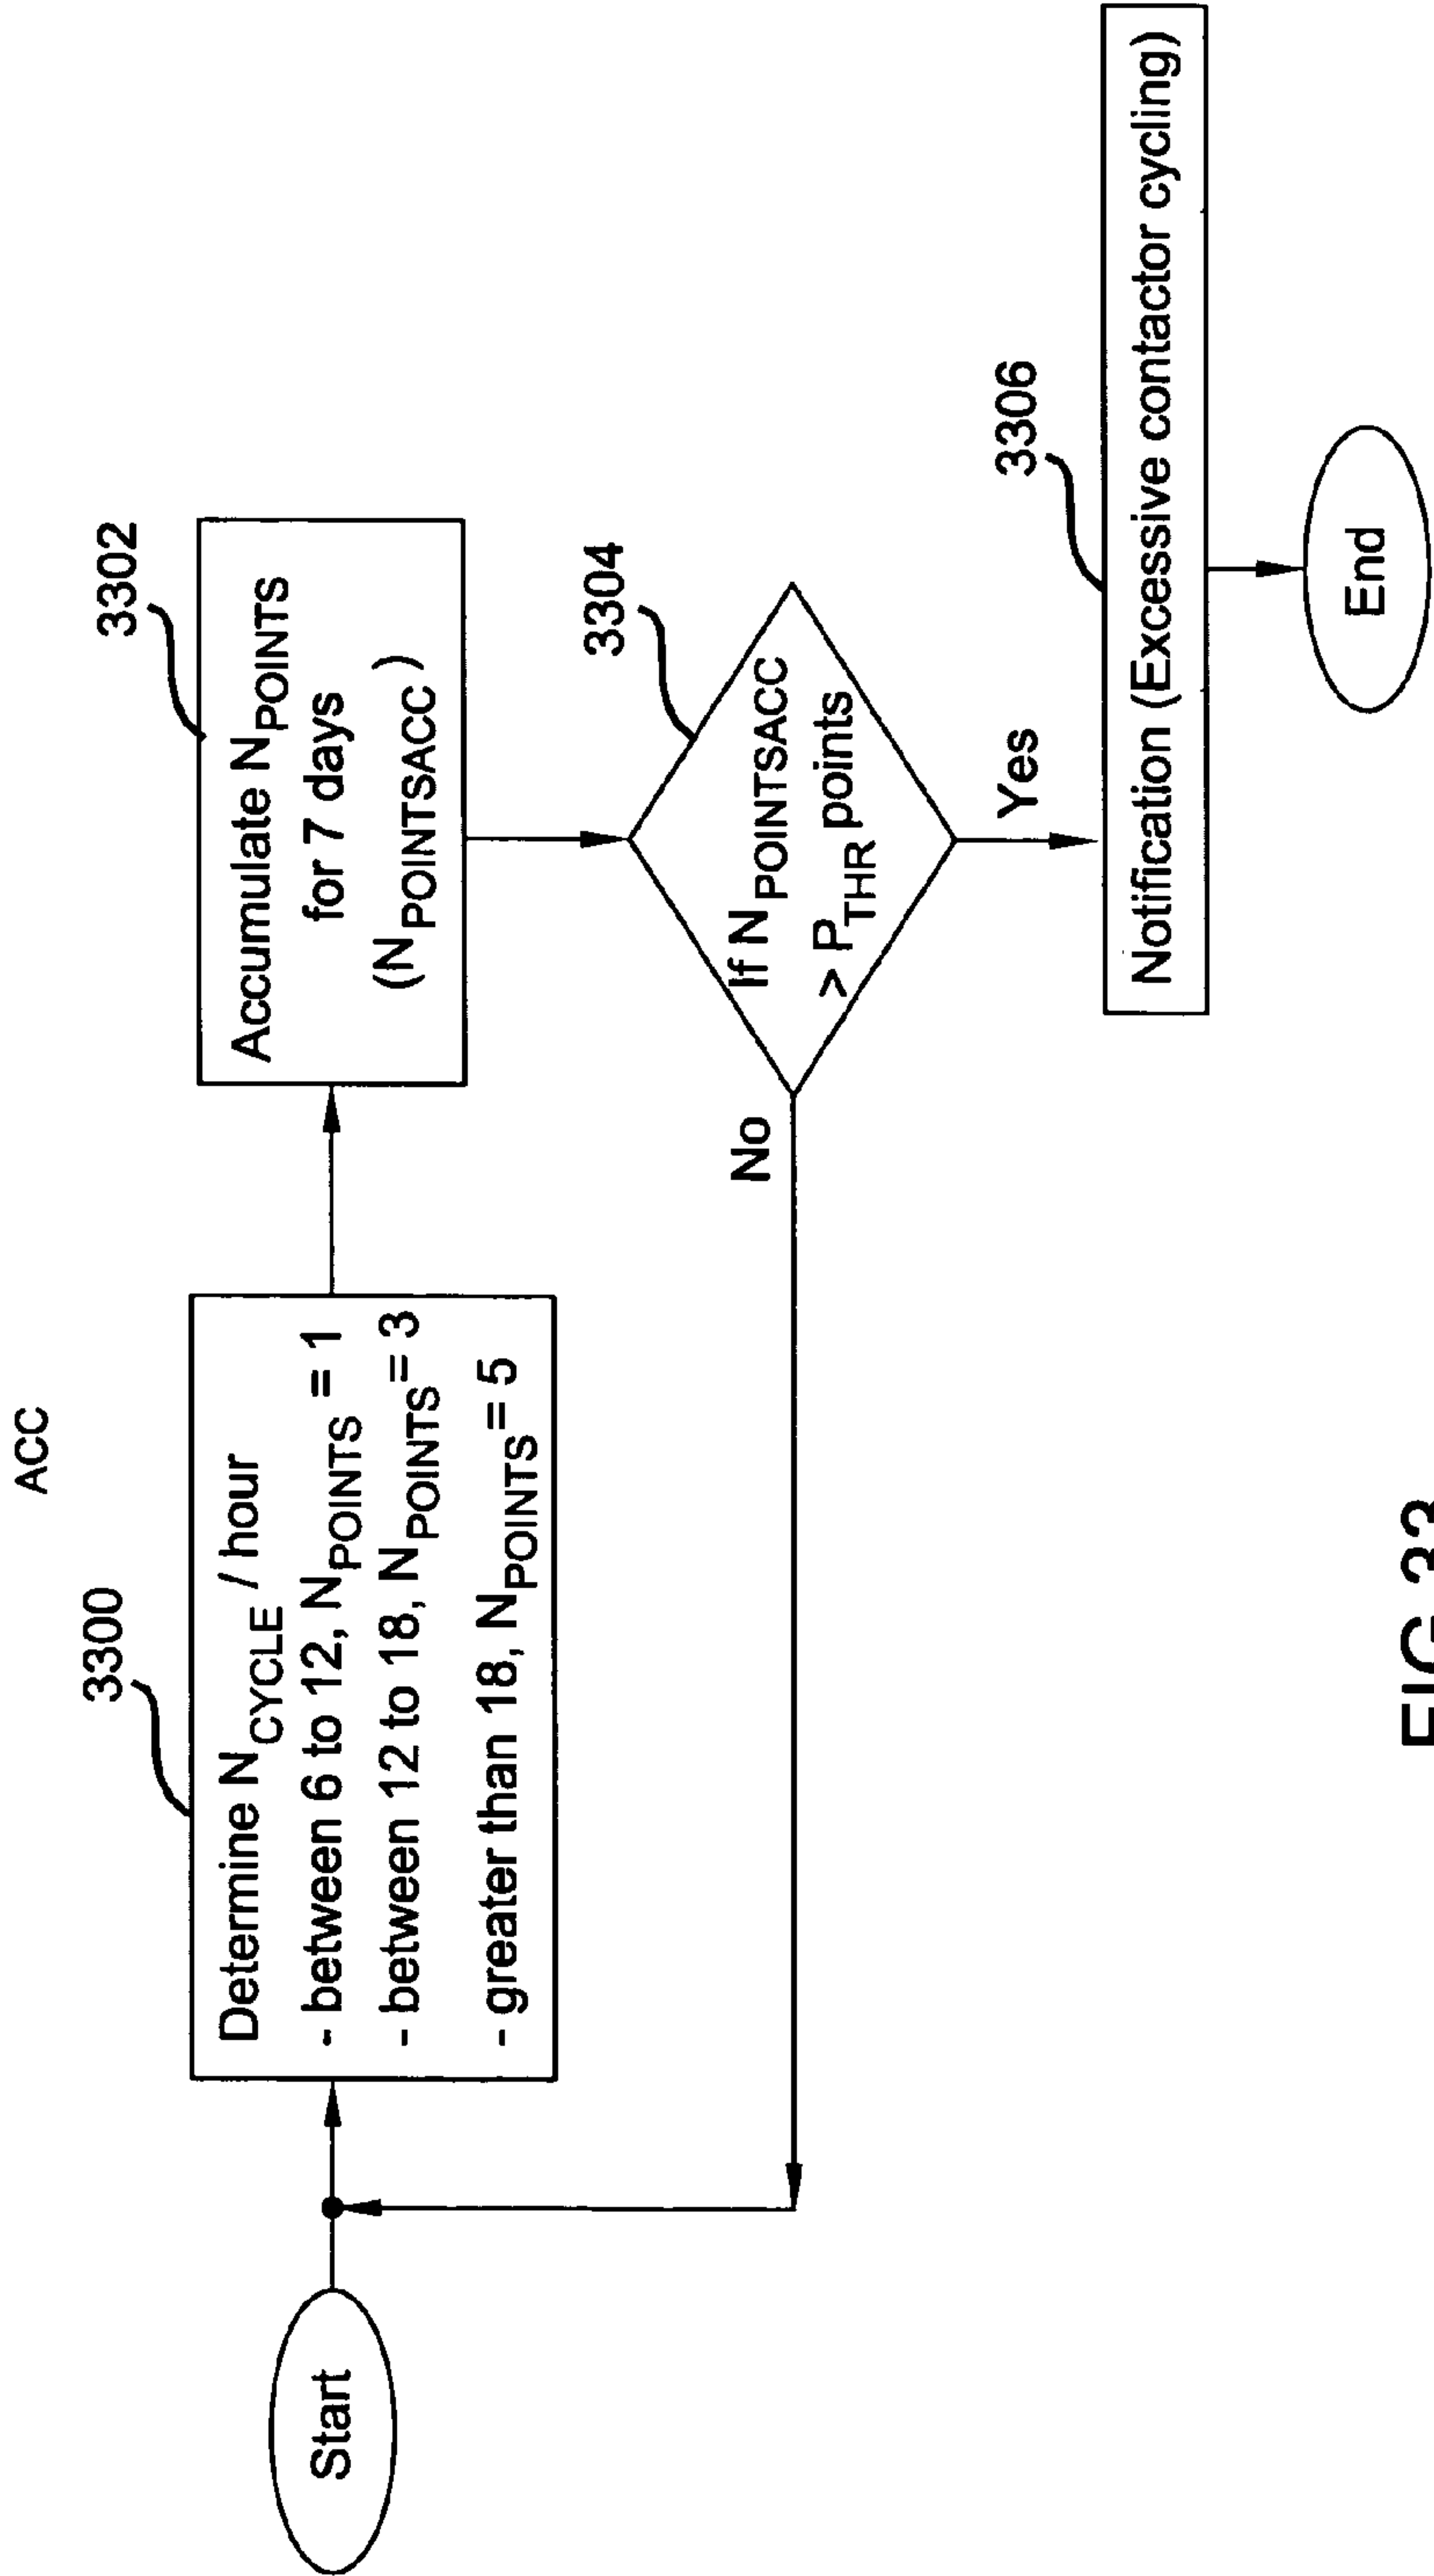 ACC
Start
3300
Determine N_CYCLE / hour
- between 6 to 12, N_POINTS = 1
- between 12 to 18, N_POINTS = 3
- greater than 18, N_POINTS = 5
3302
Accumulate N_POINTS
for 7 days
(N_POINTSACC)
3304
If N_POINTSACC
> P_THR points
No
Yes
3306
Notification (Excessive contactor cycling)
End
FIG 33